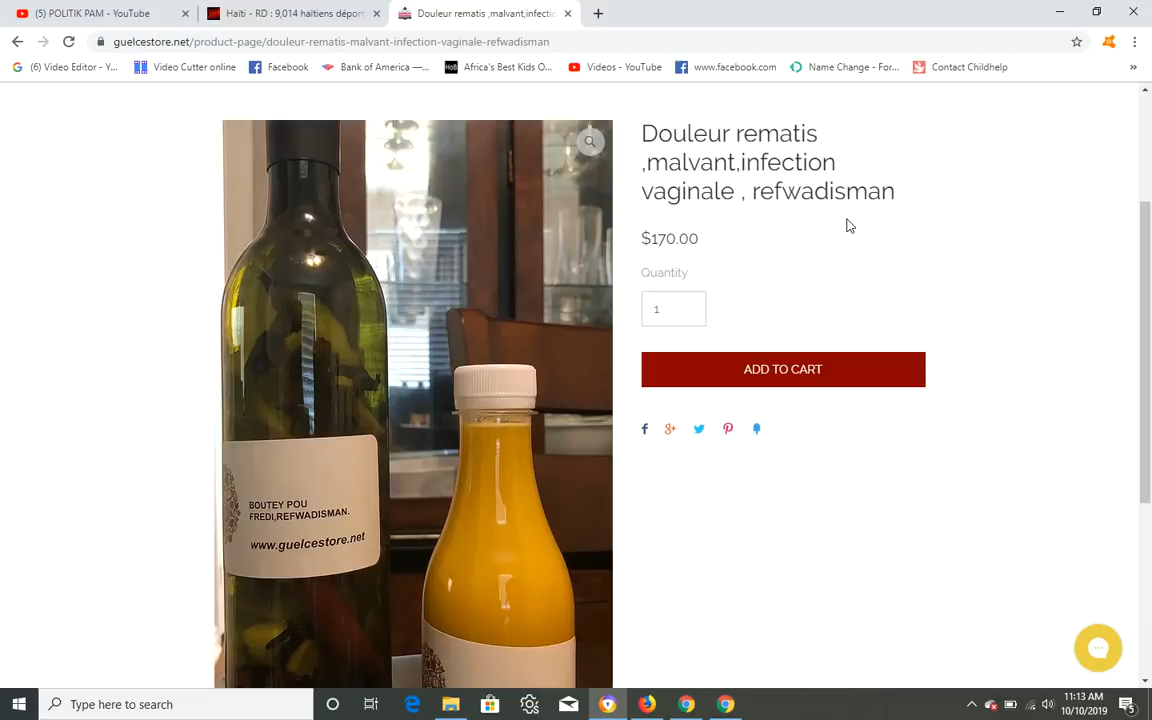 (5) POLITIK PAM - YouTube
Haïti - RD : 9,014 haïtiens déport
Douleur rematis ,malvant,infectio
guelcestore.net/product-page/douleur-rematis-malvant-infection-vaginale-refwadisman
(6) Video Editor - Y...
Video Cutter online
Facebook
Bank of America —...
Africa's Best Kids O...
Videos - YouTube
www.facebook.com
Name Change - For...
Contact Childhelp
»
Douleur rematis
,malvant,infection
vaginale , refwadisman
$170.00
Quantity
1
ADD TO CART
BOUTEY POU
FREDI,REFWADISMAN.
www.guelcestore.net
Type here to search
11:13 AM
10/10/2019
5